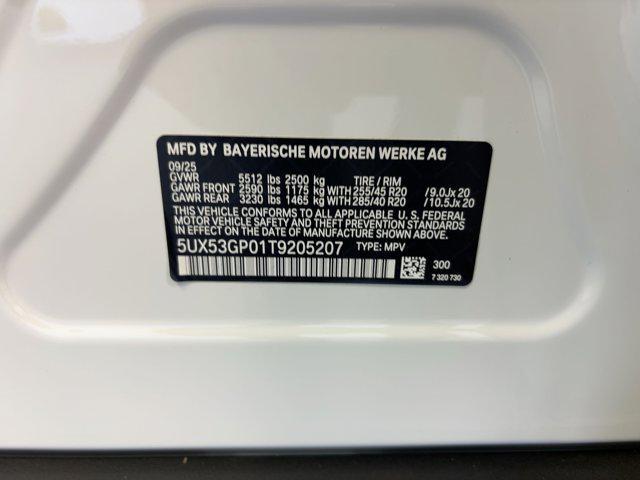 MFD BY BAYERISCHE MOTOREN WERKE AG
09/25
GVWR 5512 lbs 2500 kg TIRE / RIM
GAWR FRONT 2590 lbs 1175 kg WITH 255/45 R20 /9.0Jx 20
GAWR REAR 3230 lbs 1465 kg WITH 285/40 R20 /10.5Jx 20
THIS VEHICLE CONFORMS TO ALL APPLICABLE U. S. FEDERAL
MOTOR VEHICLE SAFETY AND THEFT PREVENTION STANDARDS
IN EFFECT ON THE DATE OF MANUFACTURE SHOWN ABOVE.
5UX53GP01T9205207 TYPE: MPV
300
7 320 730